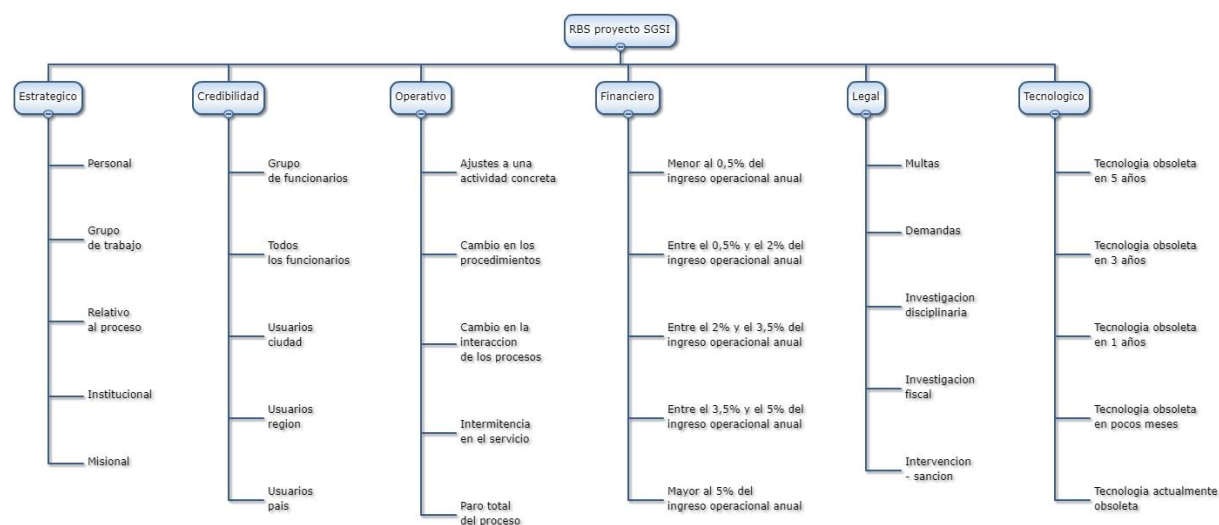 RBS proyecto SGSI
Estrategico
Credibilidad
Operativo
Financiero
Legal
Tecnologico
Personal
Grupo
de trabajo
Relativo
al proceso
Institucional
Misional
Grupo
de funcionarios
Todos
los funcionarios
Usuarios
ciudad
Usuarios
region
Usuarios
pais
Ajustes a una
actividad concreta
Cambio en los
procedimientos
Cambio en la
interaccion
de los procesos
Intermitencia
en el servicio
Paro total
del proceso
Menor al 0,5% del
ingreso operacional anual
Entre el 0,5% y el 2% del
ingreso operacional anual
Entre el 2% y el 3,5% del
ingreso operacional anual
Entre el 3,5% y el 5% del
ingreso operacional anual
Mayor al 5% del
ingreso operacional anual
Multas
Demandas
Investigacion
disciplinaria
Investigacion
fiscal
Intervencion
- sancion
Tecnologia obsoleta
en 5 años
Tecnologia obsoleta
en 3 años
Tecnologia obsoleta
en 1 años
Tecnologia obsoleta
en pocos meses
Tecnologia actualmente
obsoleta